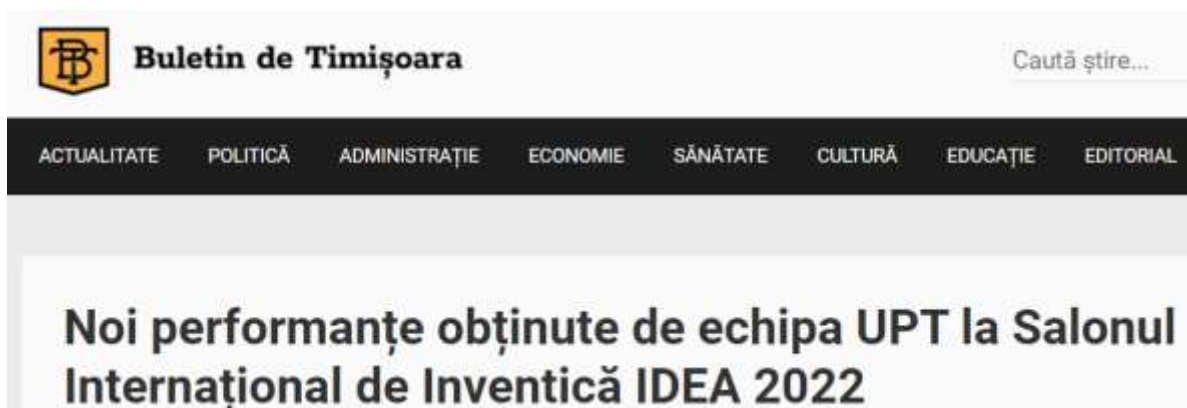 BT
Buletin de Timișoara
Caută știre...
ACTUALITATE POLITICĂ ADMINISTRAȚIE ECONOMIE SĂNĂTATE CULTURĂ EDUCAȚIE EDITORIAL
Noi performanțe obținute de echipa UPT la Salonul
Internațional de Inventică IDEA 2022